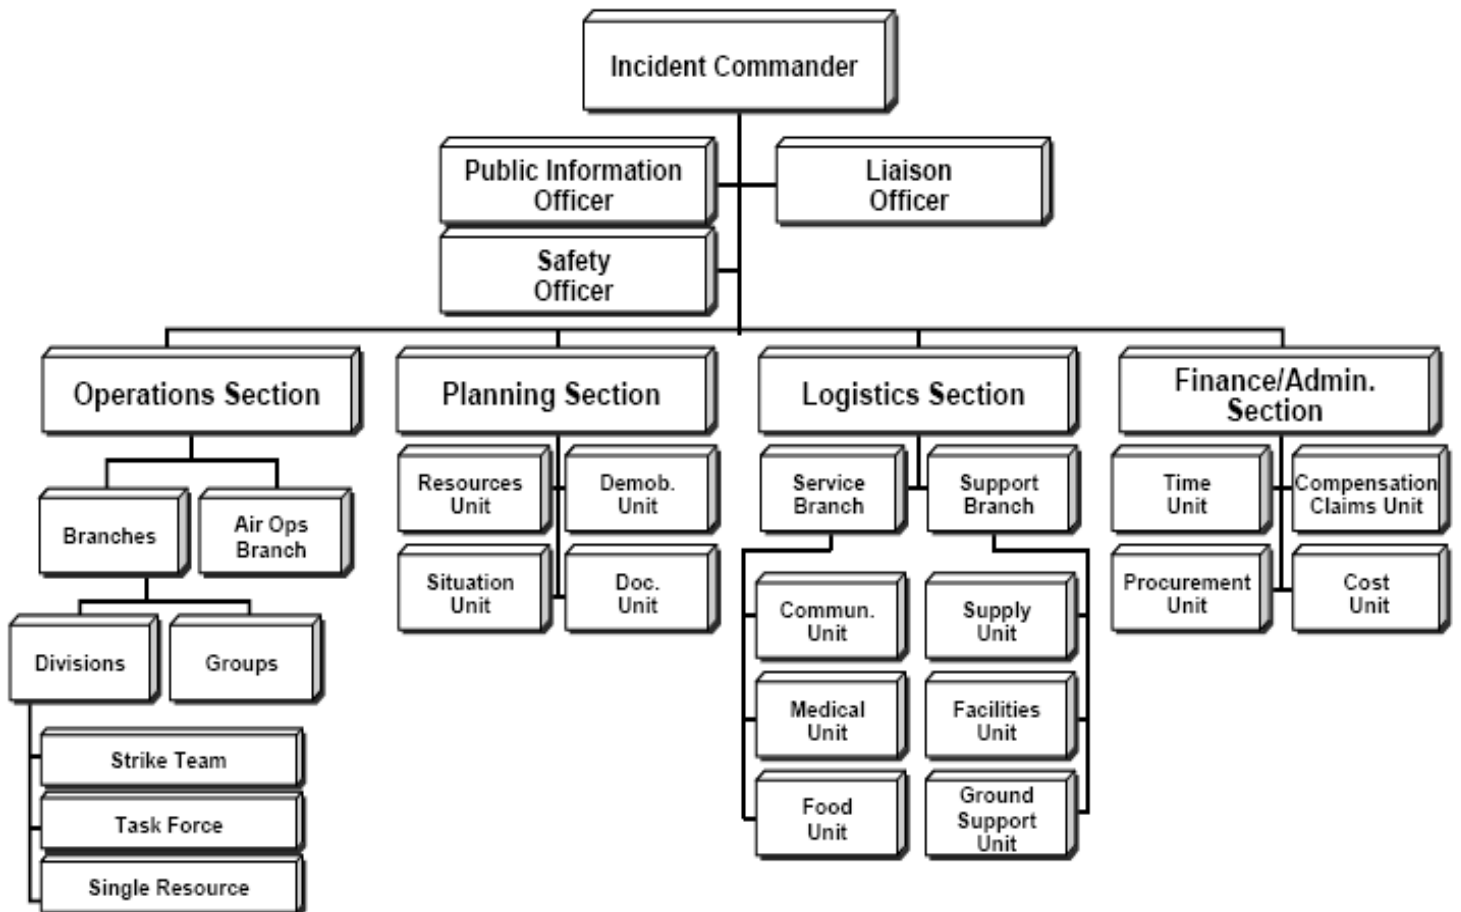 Incident Commander
Public Information
Officer
Liaison
Officer
Safety
Officer
Operations Section
Planning Section
Logistics Section
Finance/Admin.
Section
Branches
Air Ops
Branch
Divisions
Groups
Strike Team
Task Force
Single Resource
Resources
Unit
Demob.
Unit
Situation
Unit
Doc.
Unit
Service
Branch
Support
Branch
Commun.
Unit
Supply
Unit
Medical
Unit
Facilities
Unit
Food
Unit
Ground
Support
Unit
Time
Unit
Compensation
Claims Unit
Procurement
Unit
Cost
Unit